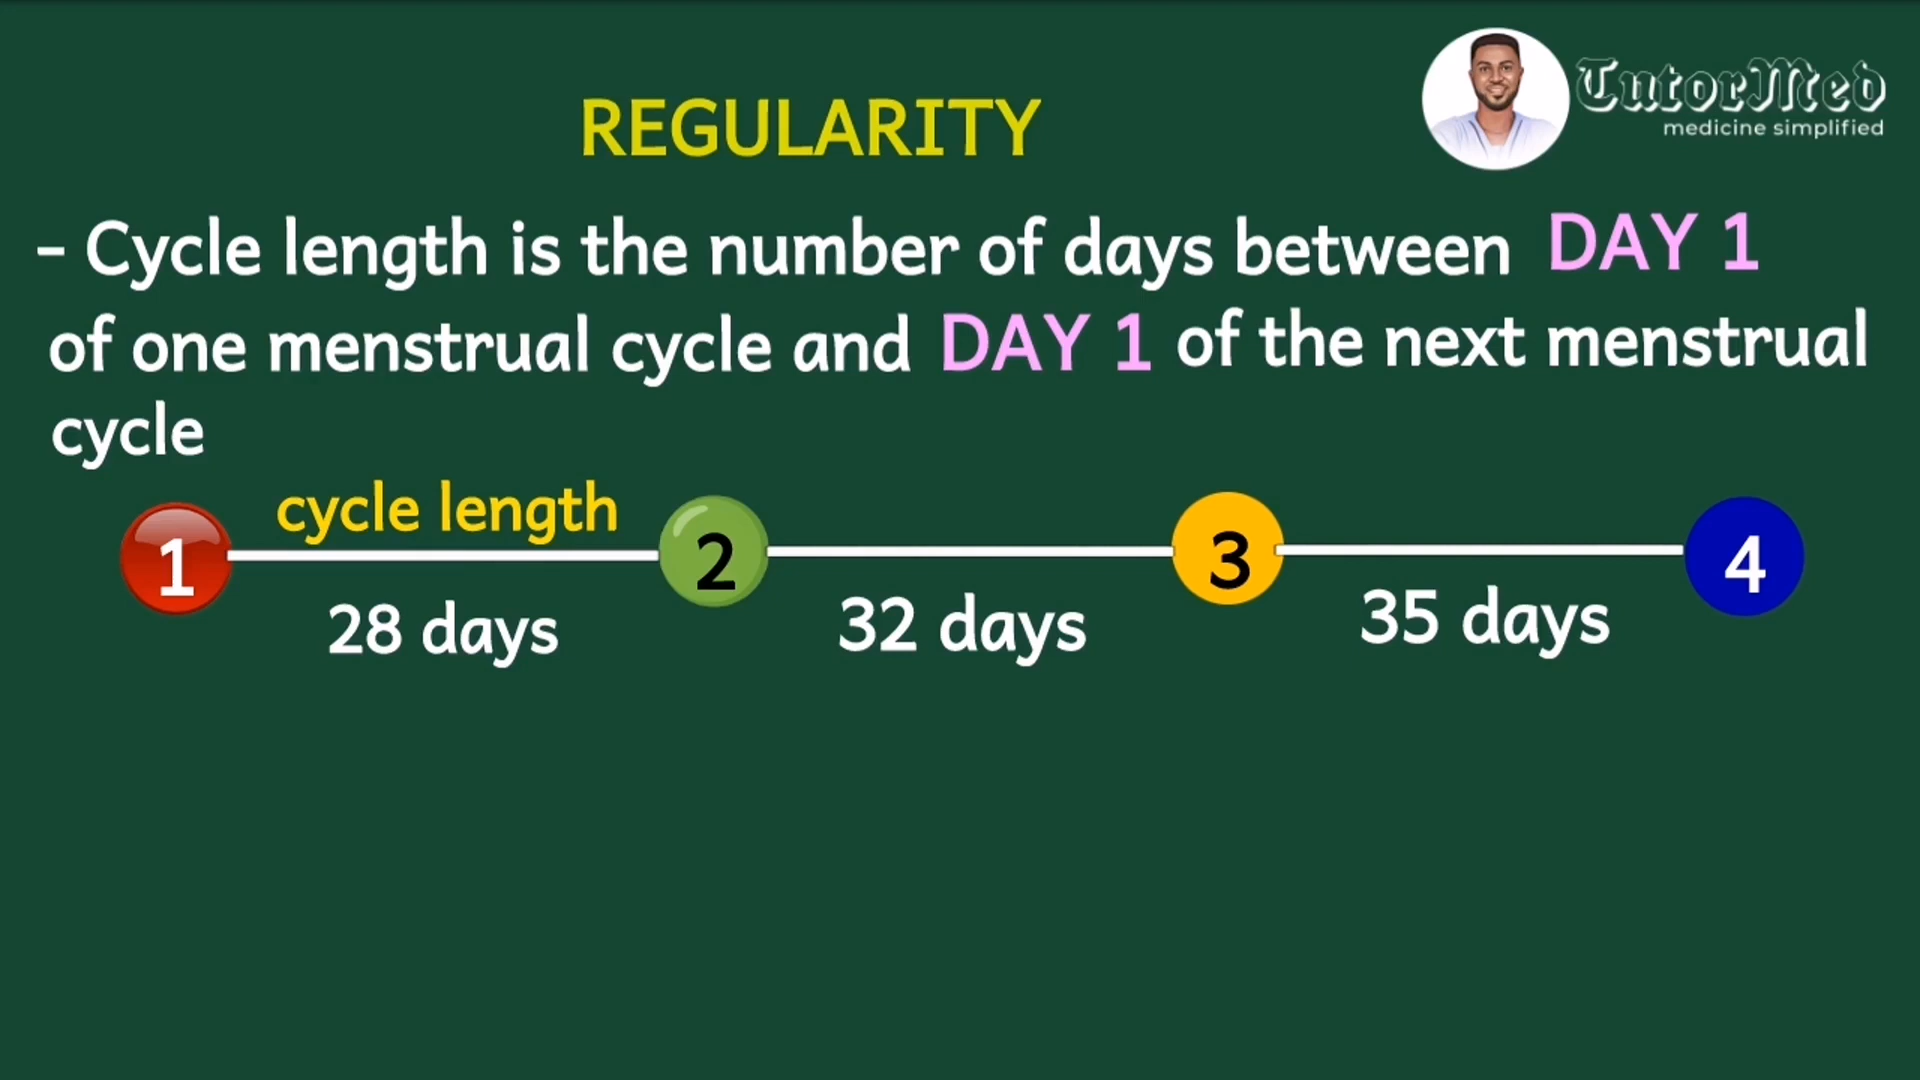 TutorMed
medicine simplified
REGULARITY
- Cycle length is the number of days between DAY 1
of one menstrual cycle and DAY 1 of the next menstrual
cycle
cycle length
1 2 3 4
28 days 32 days 35 days